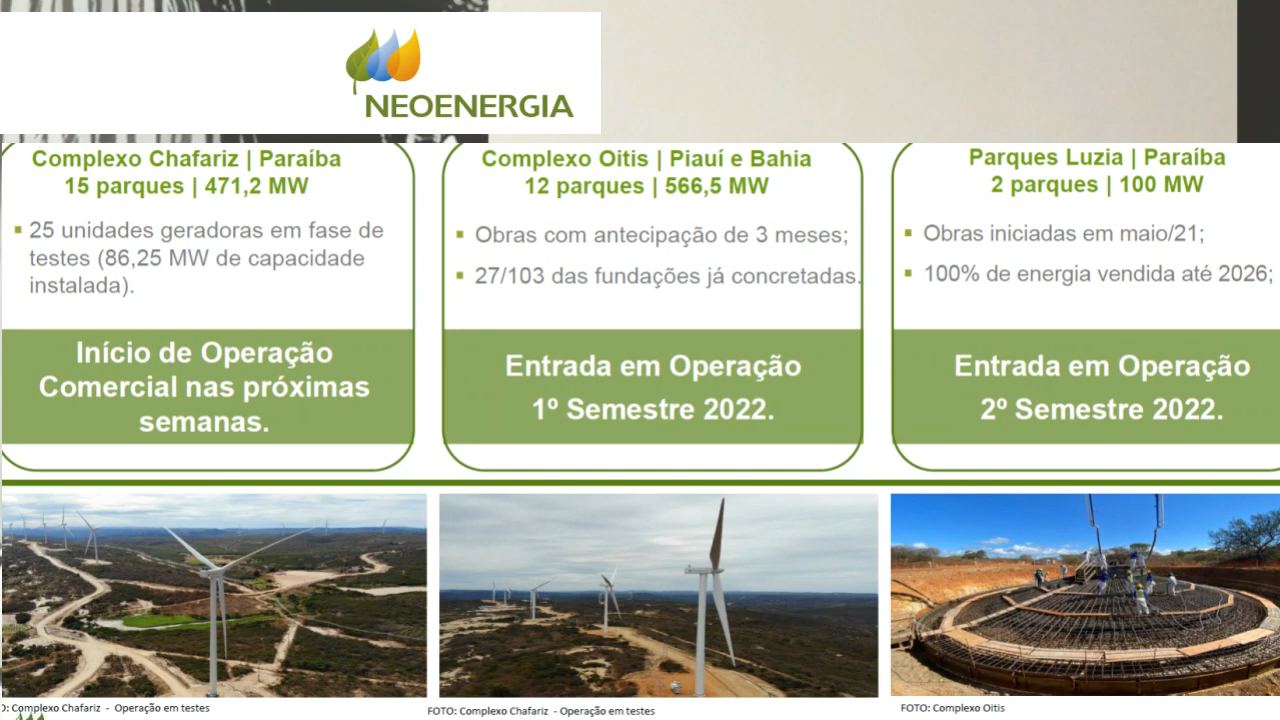 NEOENERGIA
Complexo Chafariz | Paraíba
15 parques | 471,2 MW
25 unidades geradoras em fase de
testes (86,25 MW de capacidade
instalada).
Início de Operação
Comercial nas próximas
semanas.
Complexo Oitis | Piauí e Bahia
12 parques | 566,5 MW
Obras com antecipação de 3 meses;
27/103 das fundações já concretadas.
Entrada em Operação
1º Semestre 2022.
Parques Luzia | Paraíba
2 parques | 100 MW
Obras iniciadas em maio/21;
100% de energia vendida até 2026;
Entrada em Operação
2º Semestre 2022.
O: Complexo Chafariz - Operação em testes
FOTO: Complexo Chafariz - Operação em testes
FOTO: Complexo Oitis